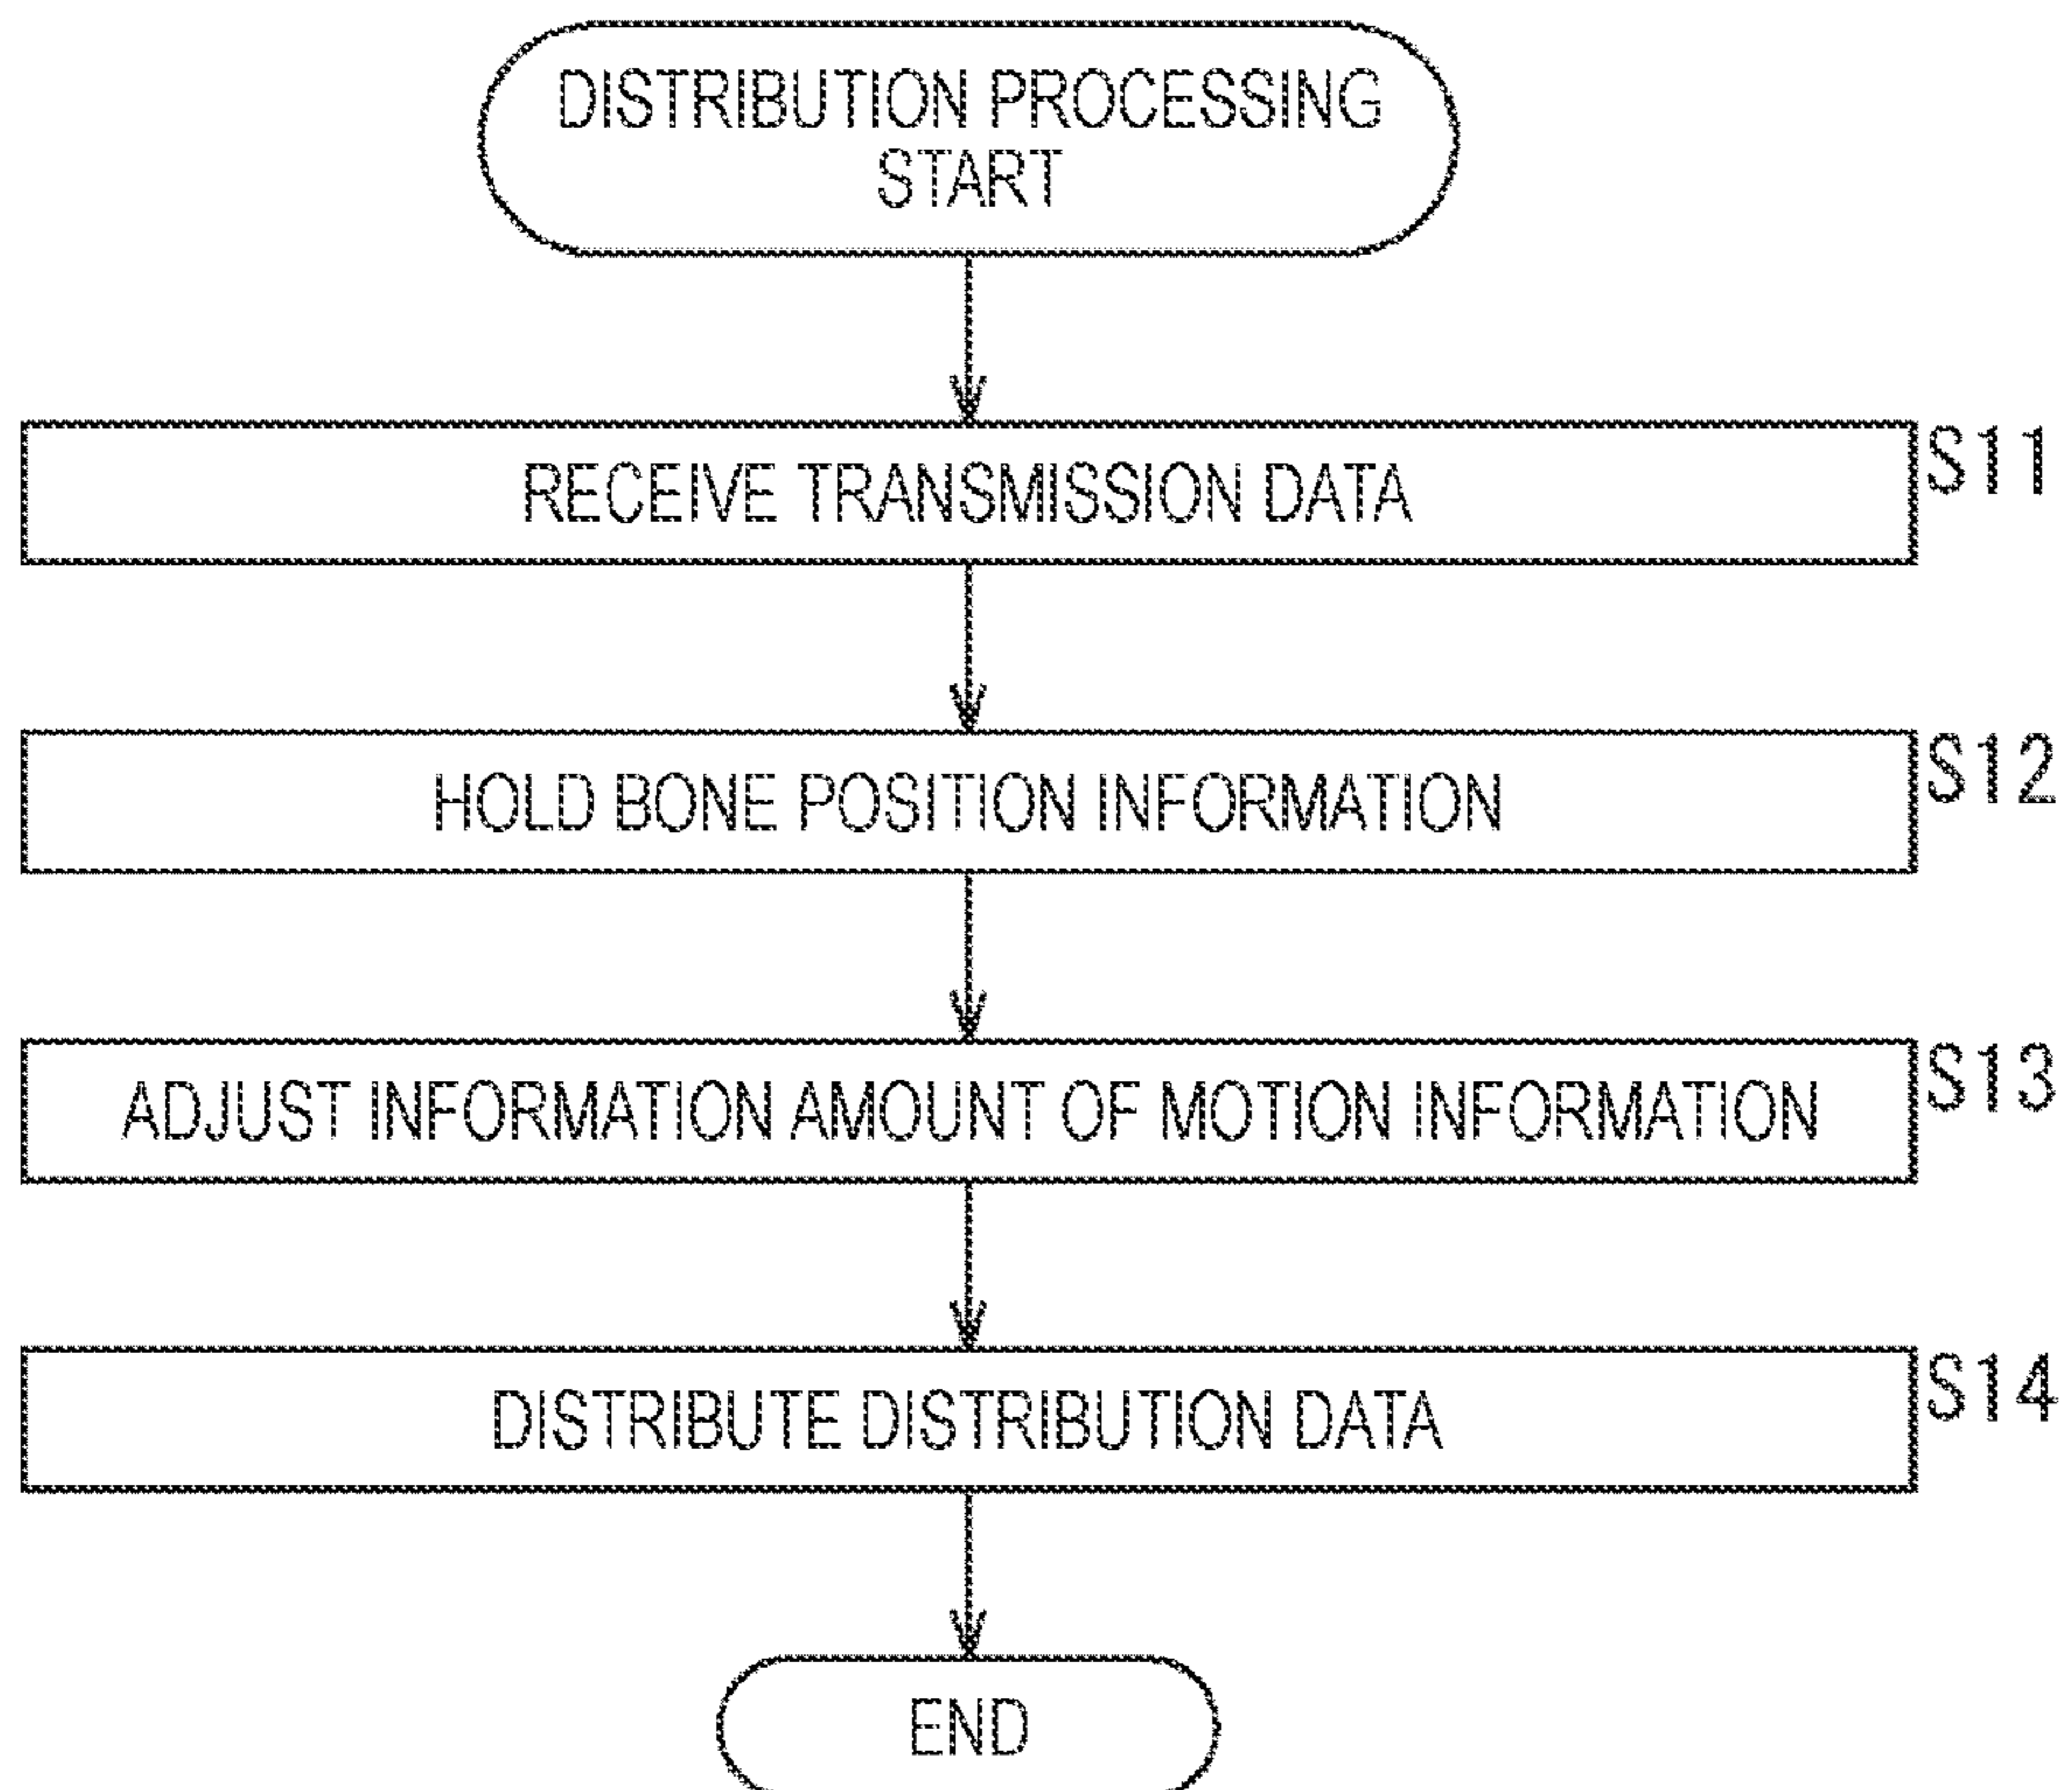 DISTRIBUTION PROCESSING
START
RECEIVE TRANSMISSION DATA
S11
HOLD BONE POSITION INFORMATION
S12
ADJUST INFORMATION AMOUNT OF MOTION INFORMATION
S13
DISTRIBUTE DISTRIBUTION DATA
S14
END